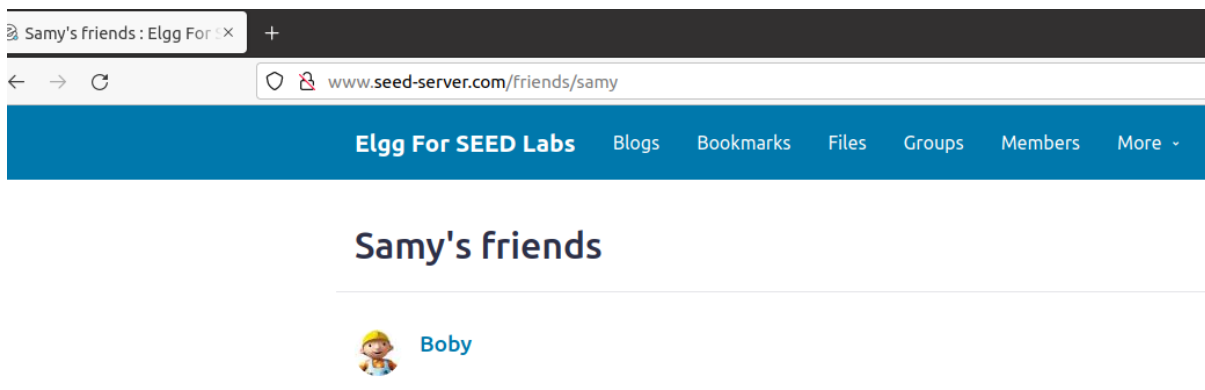 Samy's friends : Elgg For S
www.seed-server.com/friends/samy
Elgg For SEED Labs Blogs Bookmarks Files Groups Members More
Samy's friends
Boby